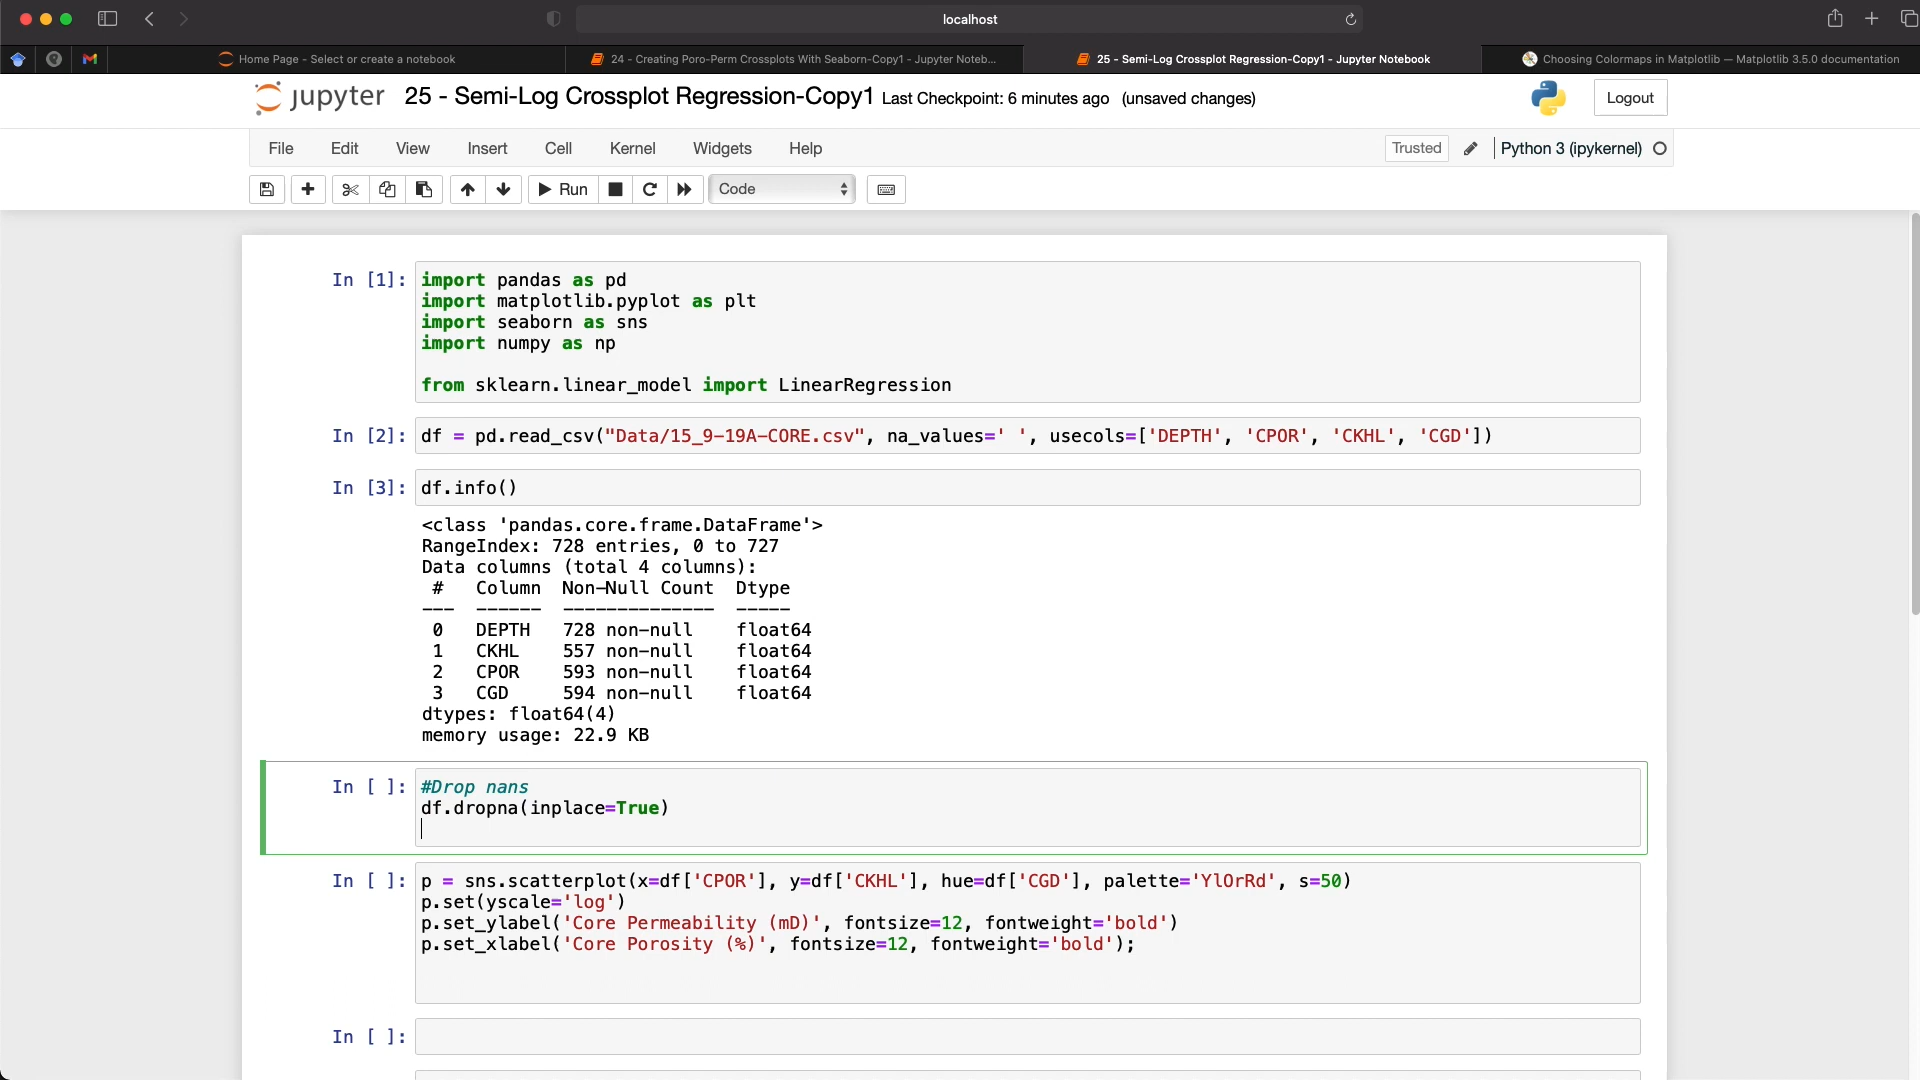 localhost
Home Page - Select or create a notebook
24 - Creating Poro-Perm Crossplots With Seaborn-Copy1 - Jupyter Noteb...
25 - Semi-Log Crossplot Regression-Copy1 - Jupyter Notebook
Choosing Colormaps in Matplotlib — Matplotlib 3.5.0 documentation
jupyter 25 - Semi-Log Crossplot Regression-Copy1 Last Checkpoint: 6 minutes ago (unsaved changes)
Logout
File Edit View Insert Cell Kernel Widgets Help
Trusted Python 3 (ipykernel)
Run Code
In [1]: import pandas as pd
import matplotlib.pyplot as plt
import seaborn as sns
import numpy as np
from sklearn.linear_model import LinearRegression
In [2]: df = pd.read_csv("Data/15_9-19A-CORE.csv", na_values=' ', usecols=['DEPTH', 'CPOR', 'CKHL', 'CGD'])
In [3]: df.info()
<class 'pandas.core.frame.DataFrame'>
RangeIndex: 728 entries, 0 to 727
Data columns (total 4 columns):
# Column Non-Null Count Dtype
--- ------ -------------- -----
0 DEPTH 728 non-null float64
1 CKHL 557 non-null float64
2 CPOR 593 non-null float64
3 CGD 594 non-null float64
dtypes: float64(4)
memory usage: 22.9 KB
In [ ]: #Drop nans
df.dropna(inplace=True)
In [ ]: p = sns.scatterplot(x=df['CPOR'], y=df['CKHL'], hue=df['CGD'], palette='YlOrRd', s=50)
p.set(yscale='log')
p.set_ylabel('Core Permeability (mD)', fontsize=12, fontweight='bold')
p.set_xlabel('Core Porosity (%)', fontsize=12, fontweight='bold');
In [ ]: